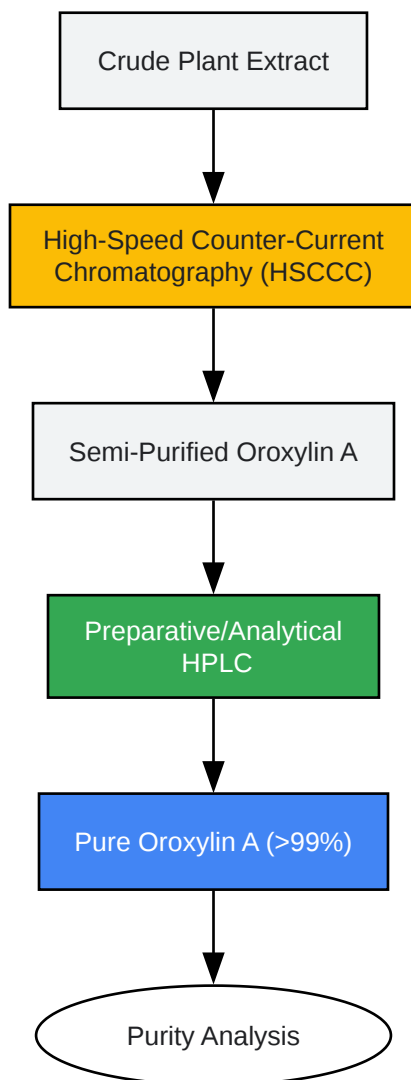 Crude Plant Extract
High-Speed Counter-Current
Chromatography (HSCCC)
Semi-Purified Oroxylin A
Preparative/Analytical
HPLC
Pure Oroxylin A (>99%)
Purity Analysis